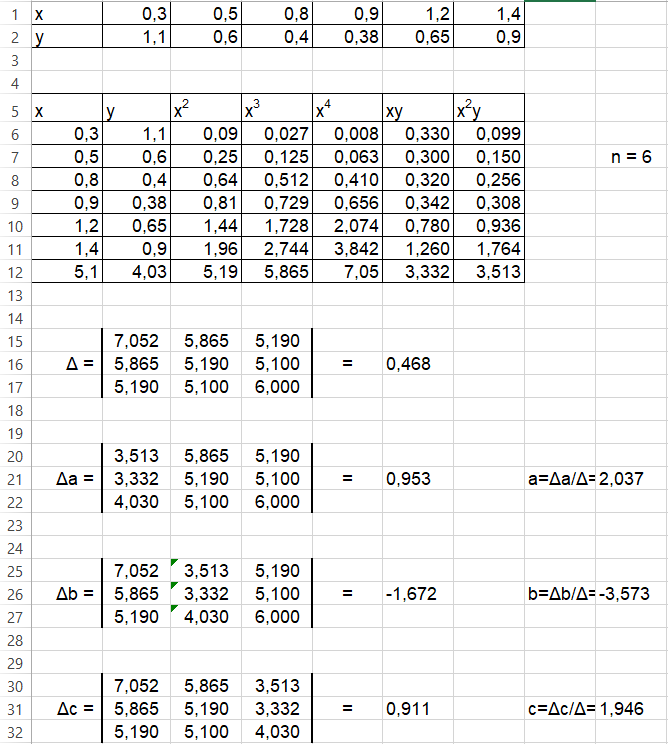 1 x 0,3 0,5 0,8 0,9 1,2 1,4
2 y 1,1 0,6 0,4 0,38 0,65 0,9
3
4
5 x y x² x³ x⁴ xy x²y
6 0,3 1,1 0,09 0,027 0,008 0,330 0,099
7 0,5 0,6 0,25 0,125 0,063 0,300 0,150 n = 6
8 0,8 0,4 0,64 0,512 0,410 0,320 0,256
9 0,9 0,38 0,81 0,729 0,656 0,342 0,308
10 1,2 0,65 1,44 1,728 2,074 0,780 0,936
11 1,4 0,9 1,96 2,744 3,842 1,260 1,764
12 5,1 4,03 5,19 5,865 7,05 3,332 3,513
13
14
15 7,052 5,865 5,190
16 Δ = 5,865 5,190 5,100 = 0,468
17 5,190 5,100 6,000
18
19
20 3,513 5,865 5,190
21 Δa = 3,332 5,190 5,100 = 0,953 a=Δa/Δ= 2,037
22 4,030 5,100 6,000
23
24
25 7,052 3,513 5,190
26 Δb = 5,865 3,332 5,100 = -1,672 b=Δb/Δ= -3,573
27 5,190 4,030 6,000
28
29
30 7,052 5,865 3,513
31 Δc = 5,865 5,190 3,332 = 0,911 c=Δc/Δ= 1,946
32 5,190 5,100 4,030